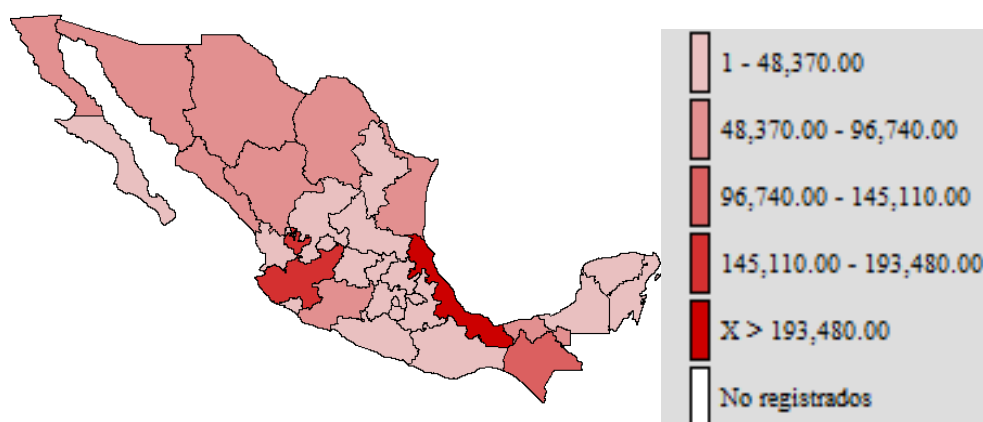 1 - 48,370.00
48,370.00 - 96,740.00
96,740.00 - 145,110.00
145,110.00 - 193,480.00
X > 193,480.00
No registrados